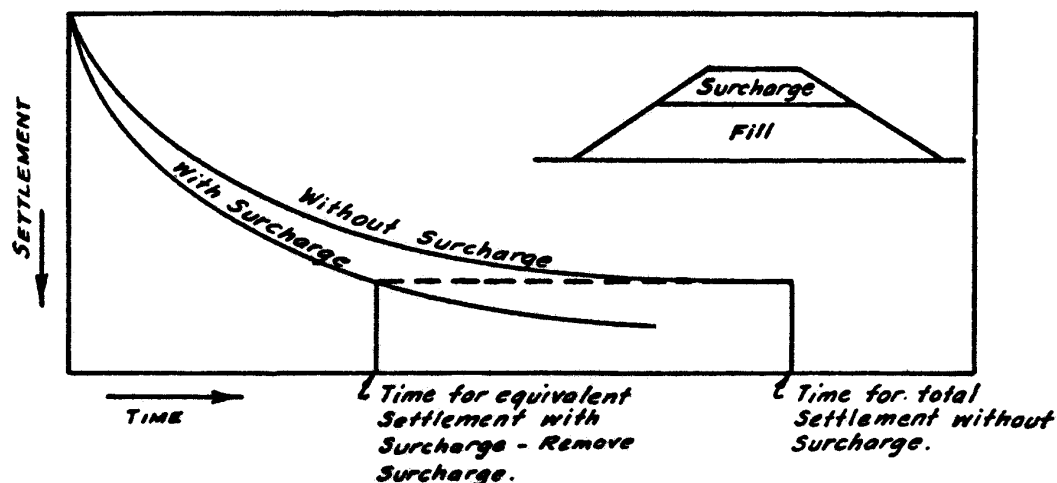 Surcharge
Fill
SETTLEMENT
With Surcharge
Without Surcharge
TIME
t Time for equivalent
Settlement with
Surcharge - Remove
Surcharge.
t Time for total
Settlement without
Surcharge.